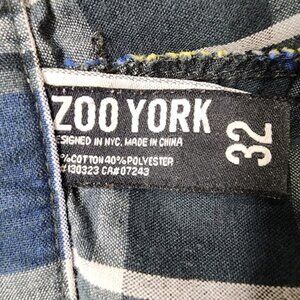 ZOO YORK
ESIGNED IN NYC, MADE IN CHINA
% COTTON 40% POLYESTER
#130323 CA#07243
32